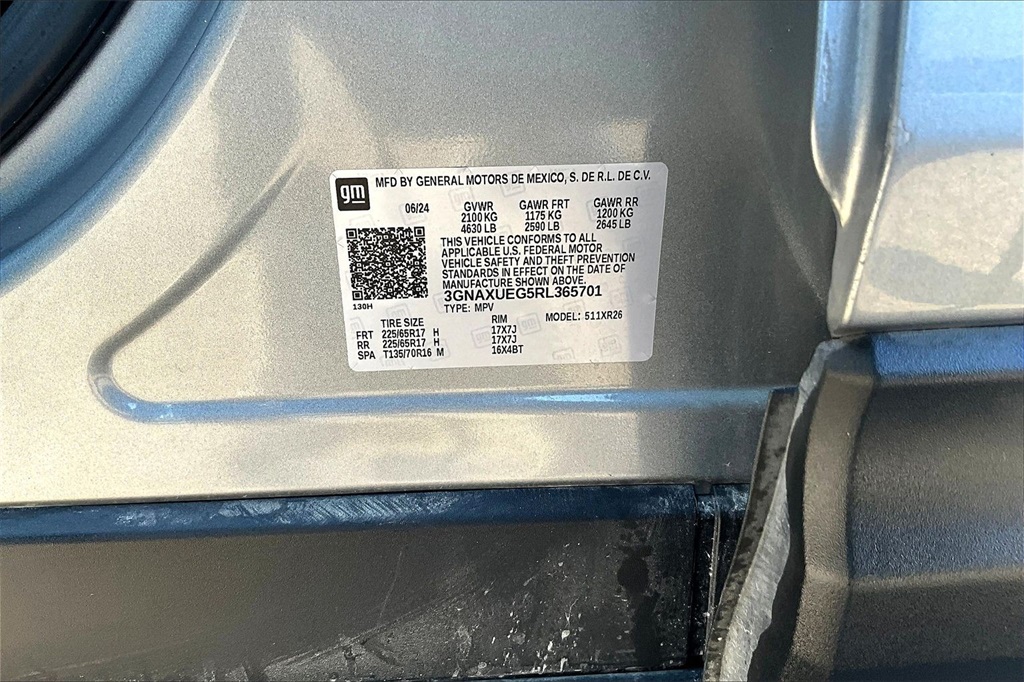 gm
MFD BY GENERAL MOTORS DE MEXICO, S. DE R.L. DE C.V.
06/24 GVWR GAWR FRT GAWR RR
2100 KG 1175 KG 1200 KG
4630 LB 2590 LB 2645 LB
THIS VEHICLE CONFORMS TO ALL
APPLICABLE U.S. FEDERAL MOTOR
VEHICLE SAFETY AND THEFT PREVENTION
STANDARDS IN EFFECT ON THE DATE OF
MANUFACTURE SHOWN ABOVE.
3GNAXUEG5RL365701
130H
TYPE: MPV
TIRE SIZE RIM MODEL: 511XR26
FRT 225/65R17 H 17X7J
RR 225/65R17 H 17X7J
SPA T135/70R16 M 16X4BT